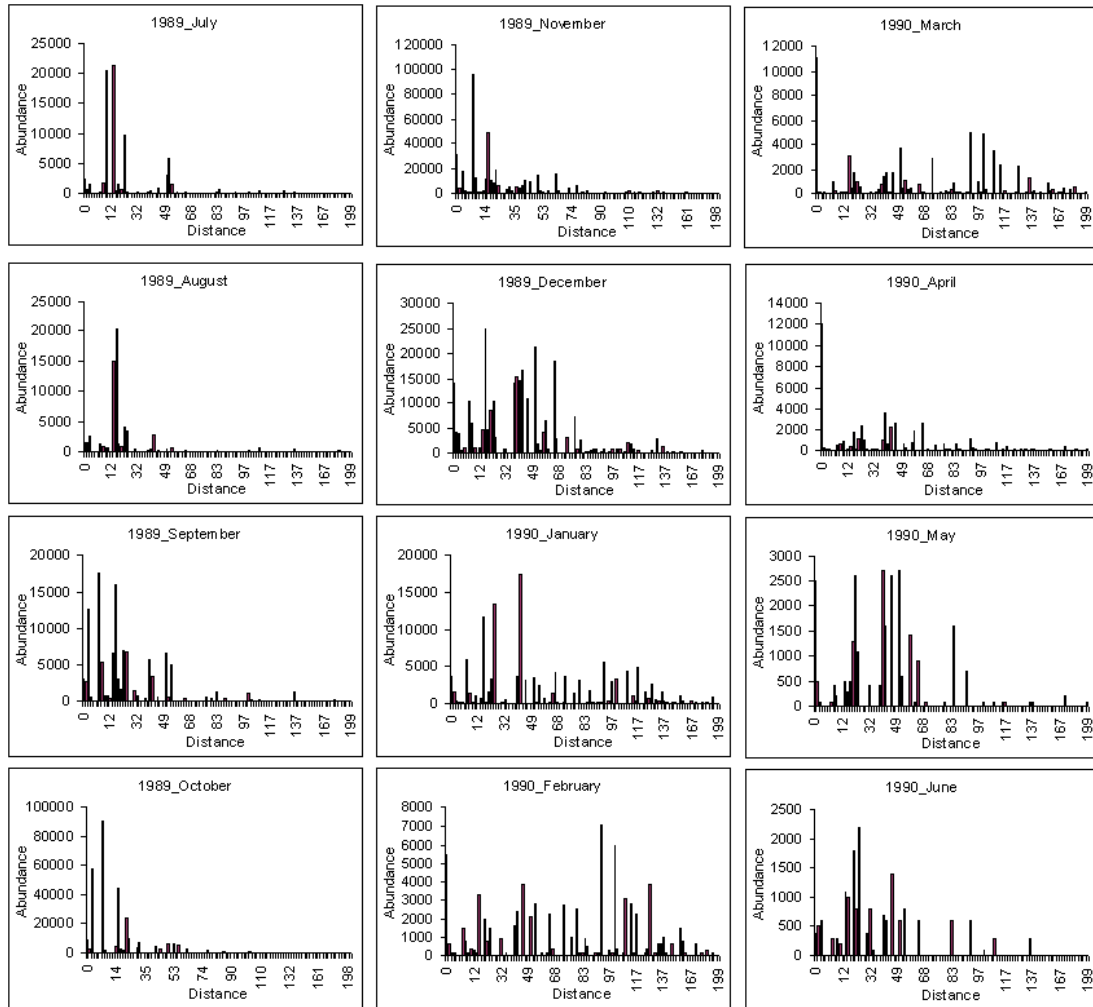 1989_July
25000
20000
15000
10000
5000
0
Abundance
0 12 32 49 68 83 97 117 137 167 199
Distance
1989_November
120000
100000
80000
60000
40000
20000
0
Abundance
0 14 35 53 74 90 110 132 161 198
Distance
1990_March
12000
10000
8000
6000
4000
2000
0
Abundance
0 12 32 49 68 83 97 117 137 167 199
Distance
1989_August
25000
20000
15000
10000
5000
0
Abundance
0 12 32 49 68 83 97 117 137 167 199
Distance
1989_December
30000
25000
20000
15000
10000
5000
0
Abundance
0 12 32 49 68 83 97 117 137 167 199
Distance
1990_April
14000
12000
10000
8000
6000
4000
2000
0
Abundance
0 12 32 49 68 83 97 117 137 167 199
Distance
1989_September
20000
15000
10000
5000
0
Abundance
0 12 32 49 68 83 97 117 137 167 199
Distance
1990_January
20000
15000
10000
5000
0
Abundance
0 12 32 49 68 83 97 117 137 167 199
Distance
1990_May
3000
2500
2000
1500
1000
500
0
Abundance
0 12 32 49 68 83 97 117 137 167 199
Distance
1989_October
100000
80000
60000
40000
20000
0
Abundance
0 14 35 53 74 90 110 132 161 198
Distance
1990_February
8000
7000
6000
5000
4000
3000
2000
1000
0
Abundance
0 12 32 49 68 83 97 117 137 167 199
Distance
1990_June
2500
2000
1500
1000
500
0
Abundance
0 12 32 49 68 83 97 117 137 167 199
Distance